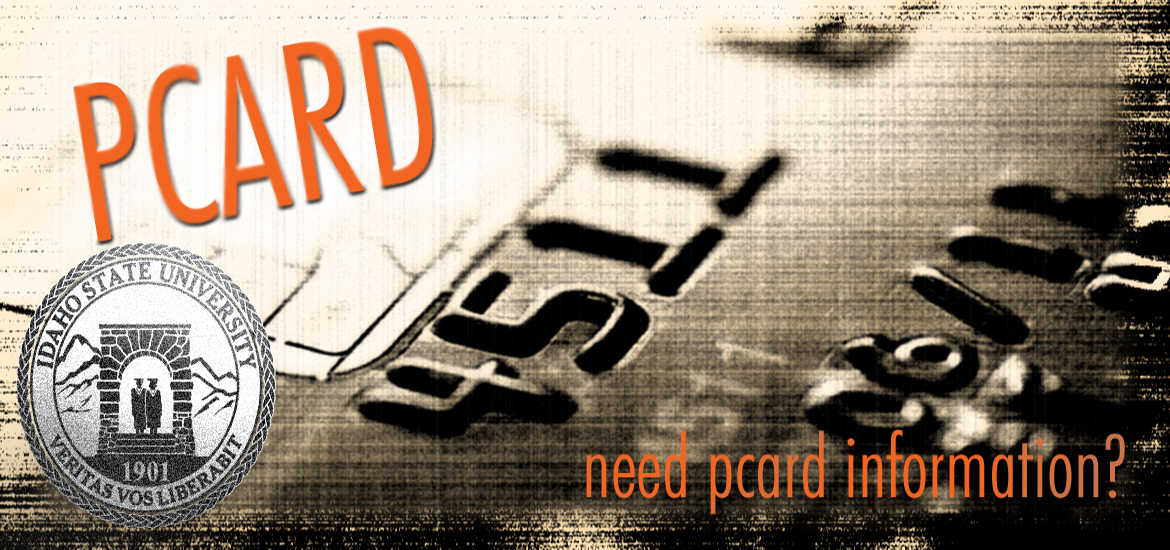 PCARD
IDAHO STATE UNIVERSITY
1901
VERITAS VOS LIBERABIT
need pcard information?